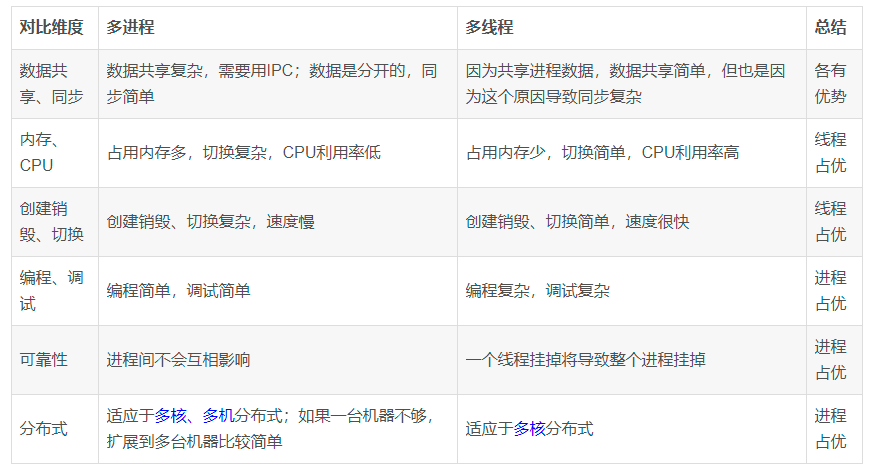 对比维度 多进程 多线程 总结
数据共享、同步 数据共享复杂，需要用IPC；数据是分开的，同步简单 因为共享进程数据，数据共享简单，但也是因为这个原因导致同步复杂 各有优势
内存、CPU 占用内存多，切换复杂，CPU利用率低 占用内存少，切换简单，CPU利用率高 线程占优
创建销毁、切换 创建销毁、切换复杂，速度慢 创建销毁、切换简单，速度很快 线程占优
编程、调试 编程简单，调试简单 编程复杂，调试复杂 进程占优
可靠性 进程间不会互相影响 一个线程挂掉将导致整个进程挂掉 进程占优
分布式 适应于多核、多机分布式；如果一台机器不够，扩展到多台机器比较简单 适应于多核分布式 进程占优